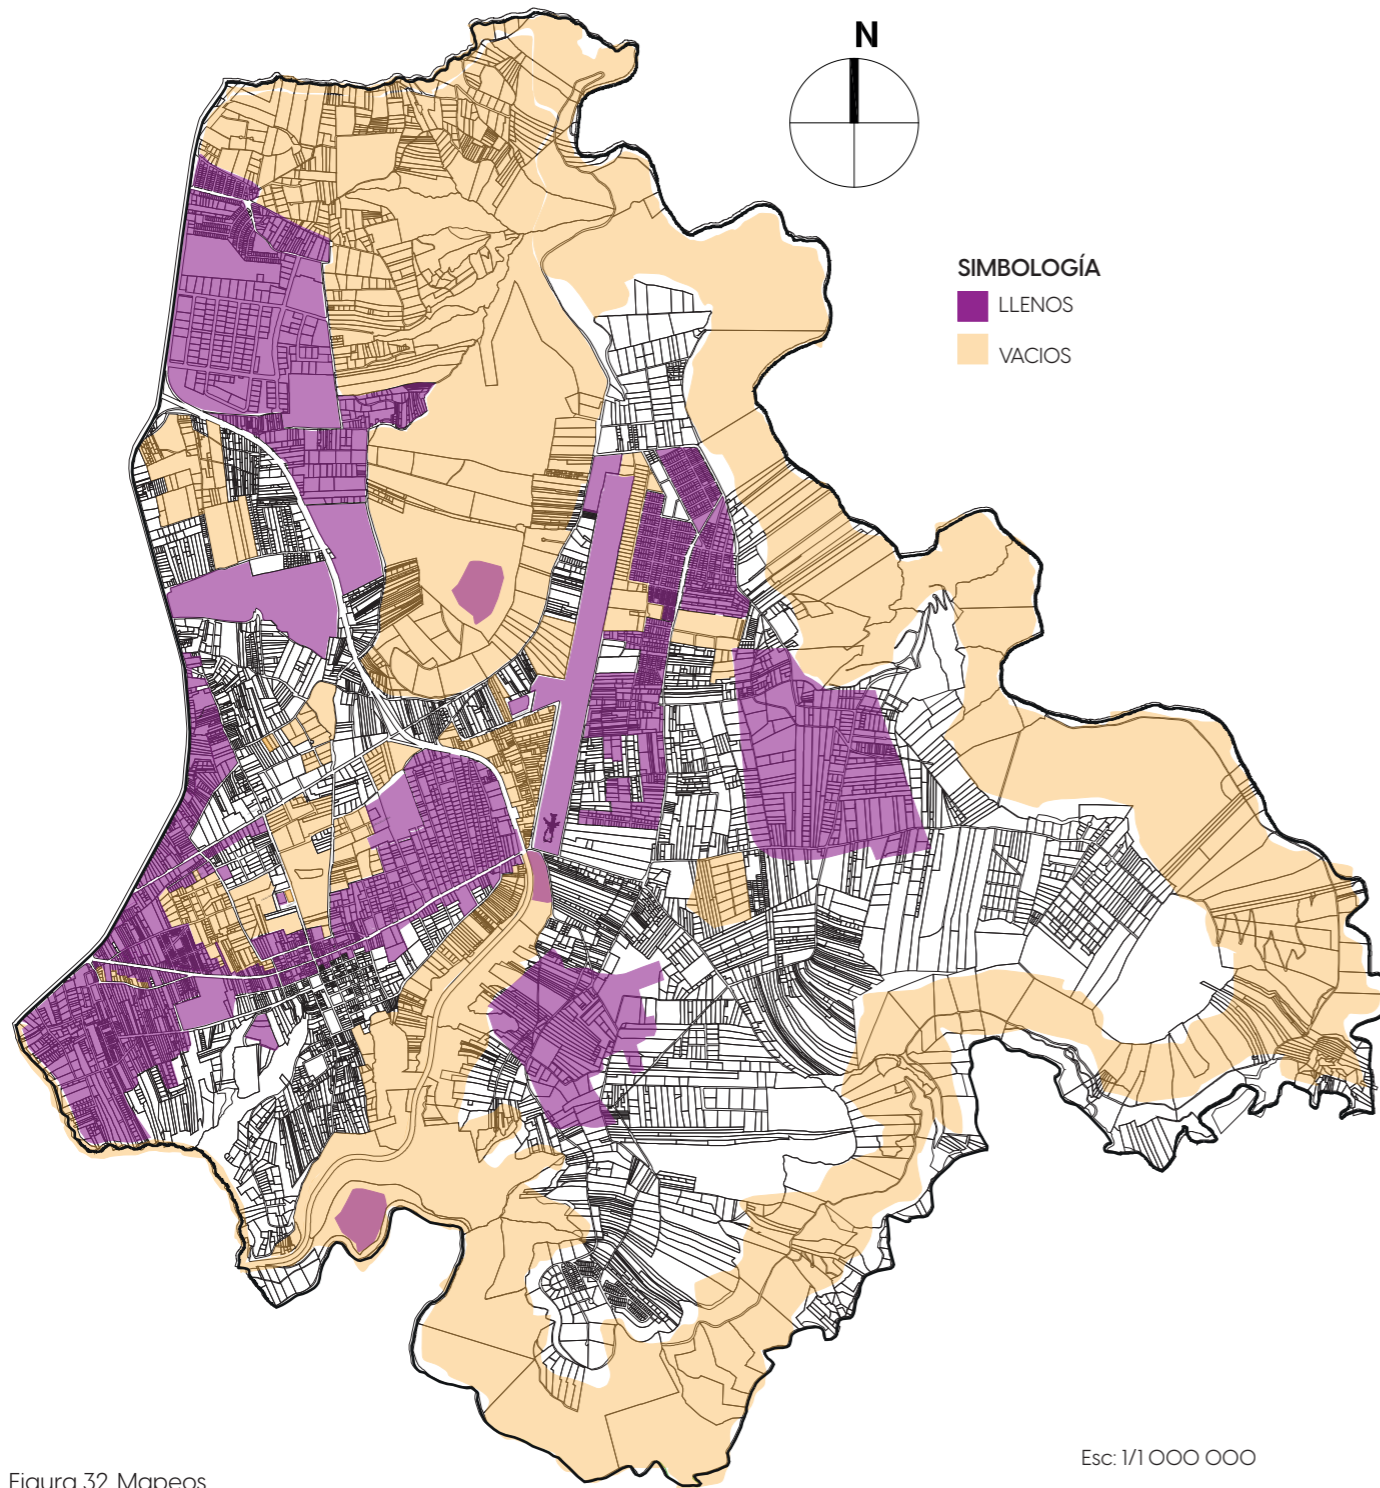 N
SIMBOLOGÍA
LLENOS
VACIOS
Esc: 1/1 000 000
Figura 32. Mapeos